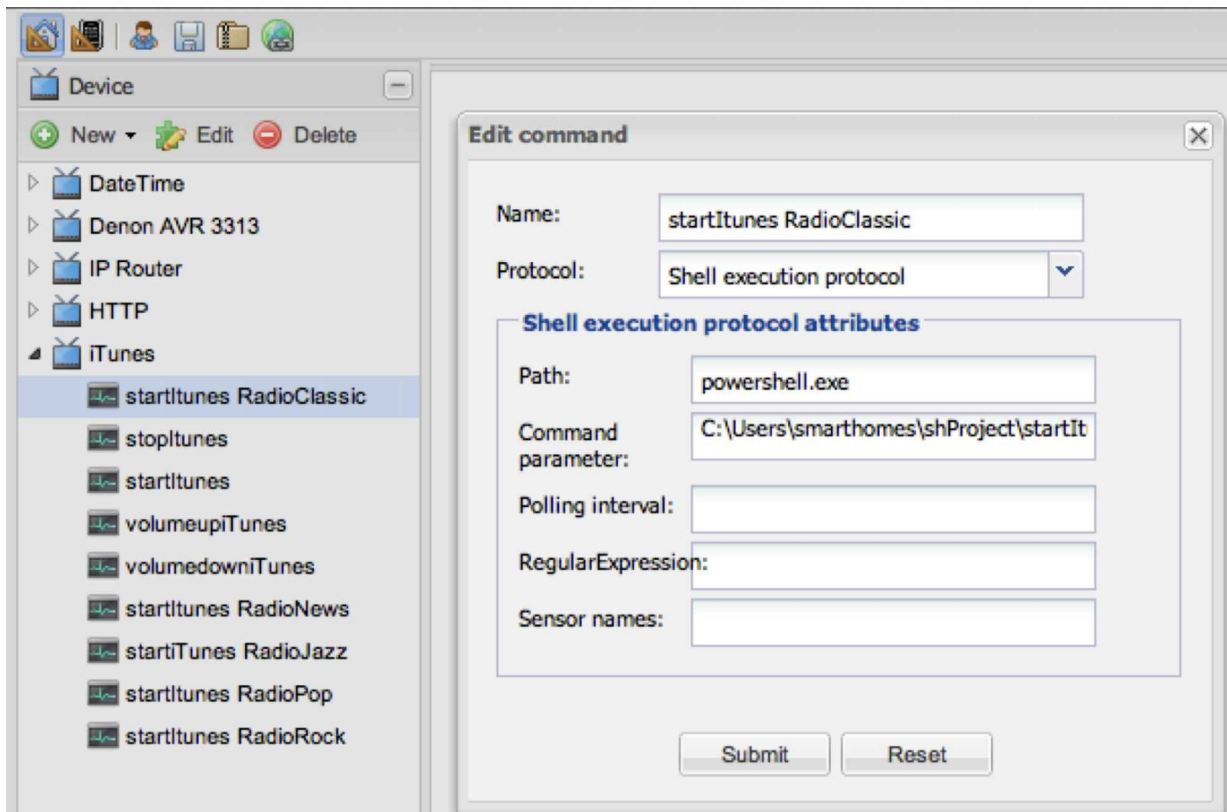 Device
New Edit Delete
DateTime
Denon AVR 3313
IP Router
HTTP
iTunes
startItunes RadioClassic
stopItunes
startItunes
volumeupiTunes
volumedowniTunes
startItunes RadioNews
startiTunes RadioJazz
startItunes RadioPop
startItunes RadioRock
Edit command
Name: startItunes RadioClassic
Protocol: Shell execution protocol
Shell execution protocol attributes
Path: powershell.exe
Command C:\Users\smarthomes\shProject\startIt
parameter:
Polling interval:
RegularExpression:
Sensor names:
Submit Reset